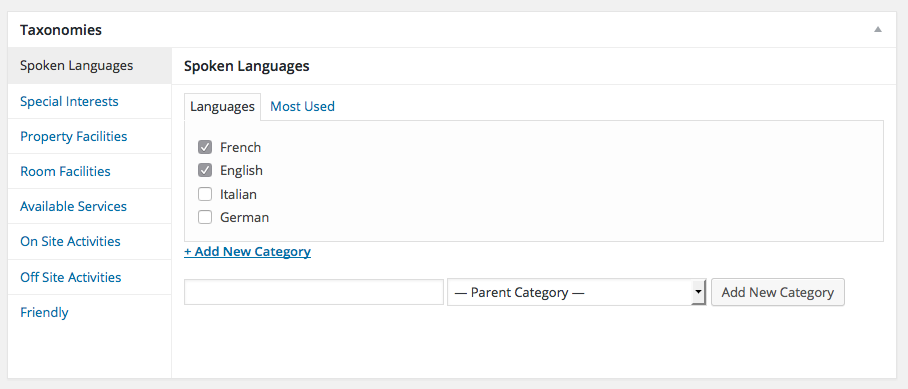 Taxonomies
Spoken Languages
Special Interests
Property Facilities
Room Facilities
Available Services
On Site Activities
Off Site Activities
Friendly
Spoken Languages
Languages Most Used
French
English
Italian
German
+ Add New Category
— Parent Category — Add New Category